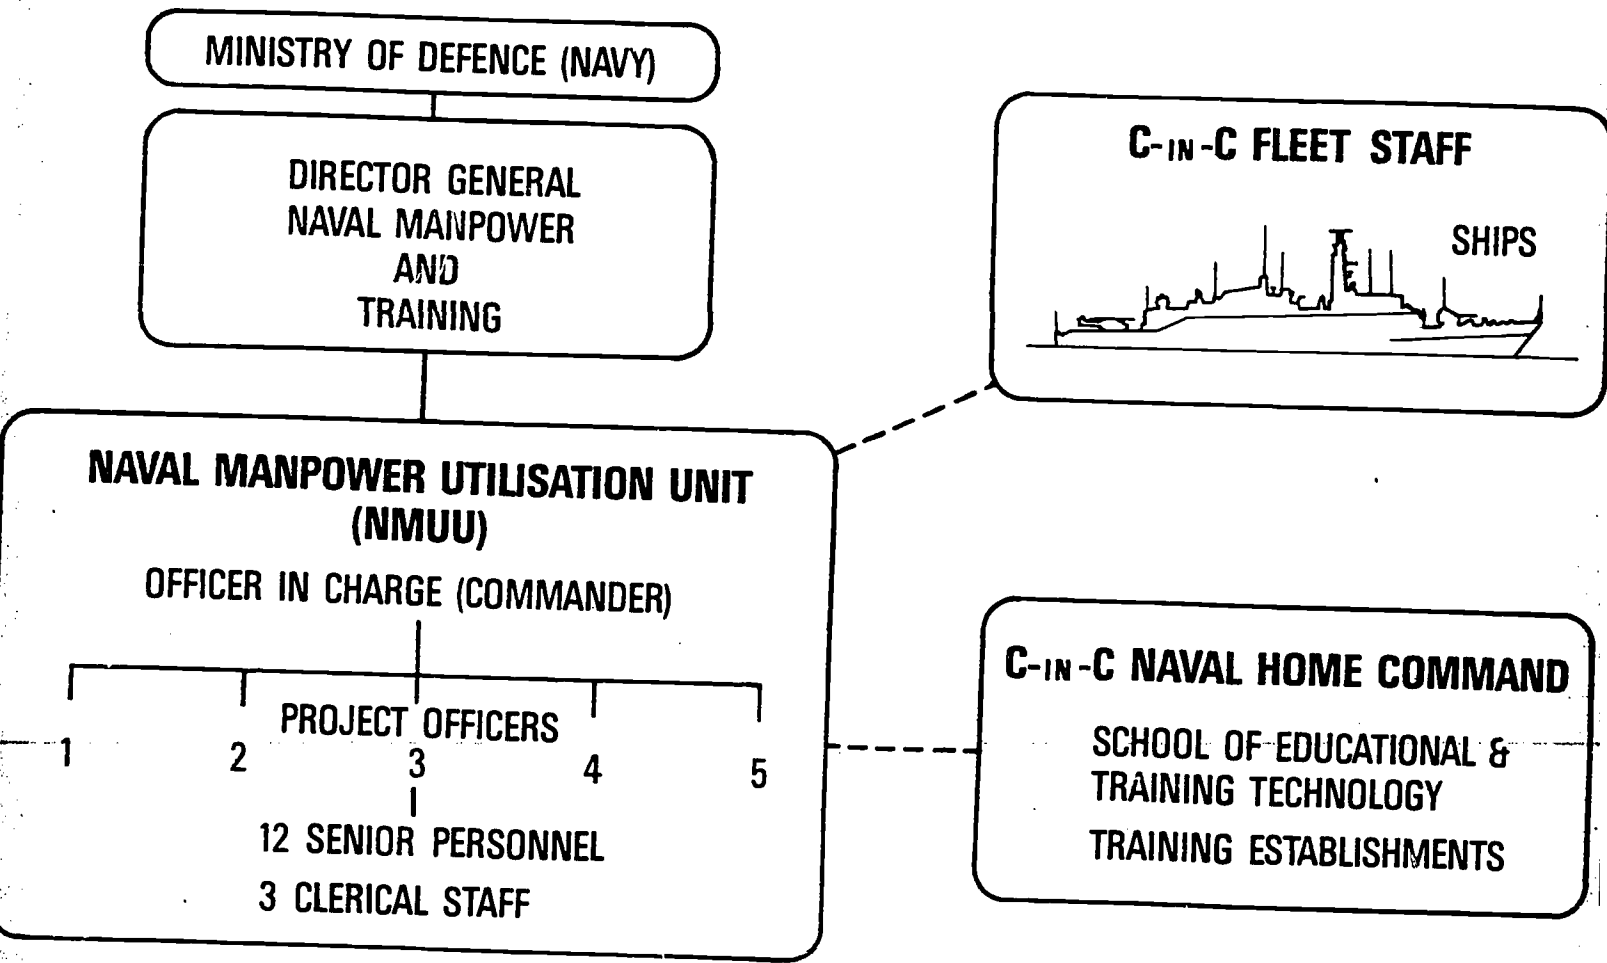 MINISTRY OF DEFENCE (NAVY)
DIRECTOR GENERAL
NAVAL MANPOWER
AND
TRAINING
C-IN-C FLEET STAFF
SHIPS
NAVAL MANPOWER UTILISATION UNIT
(NMUU)
OFFICER IN CHARGE (COMMANDER)
PROJECT OFFICERS
1 2 3 4 5
12 SENIOR PERSONNEL
3 CLERICAL STAFF
C-IN-C NAVAL HOME COMMAND
SCHOOL OF EDUCATIONAL &
TRAINING TECHNOLOGY
TRAINING ESTABLISHMENTS